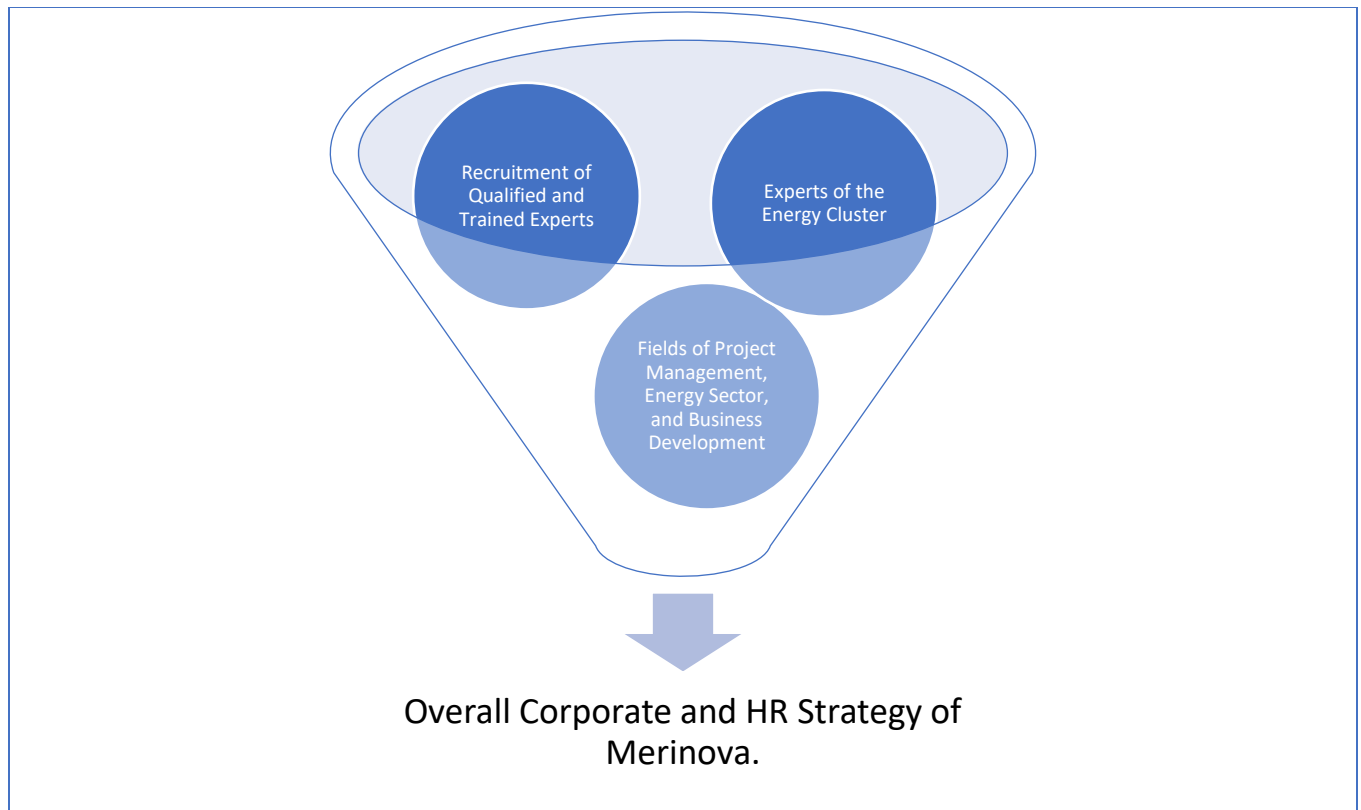 Recruitment of
Qualified and
Trained Experts
Experts of the
Energy Cluster
Fields of Project
Management,
Energy Sector,
and Business
Development
Overall Corporate and HR Strategy of
Merinova.